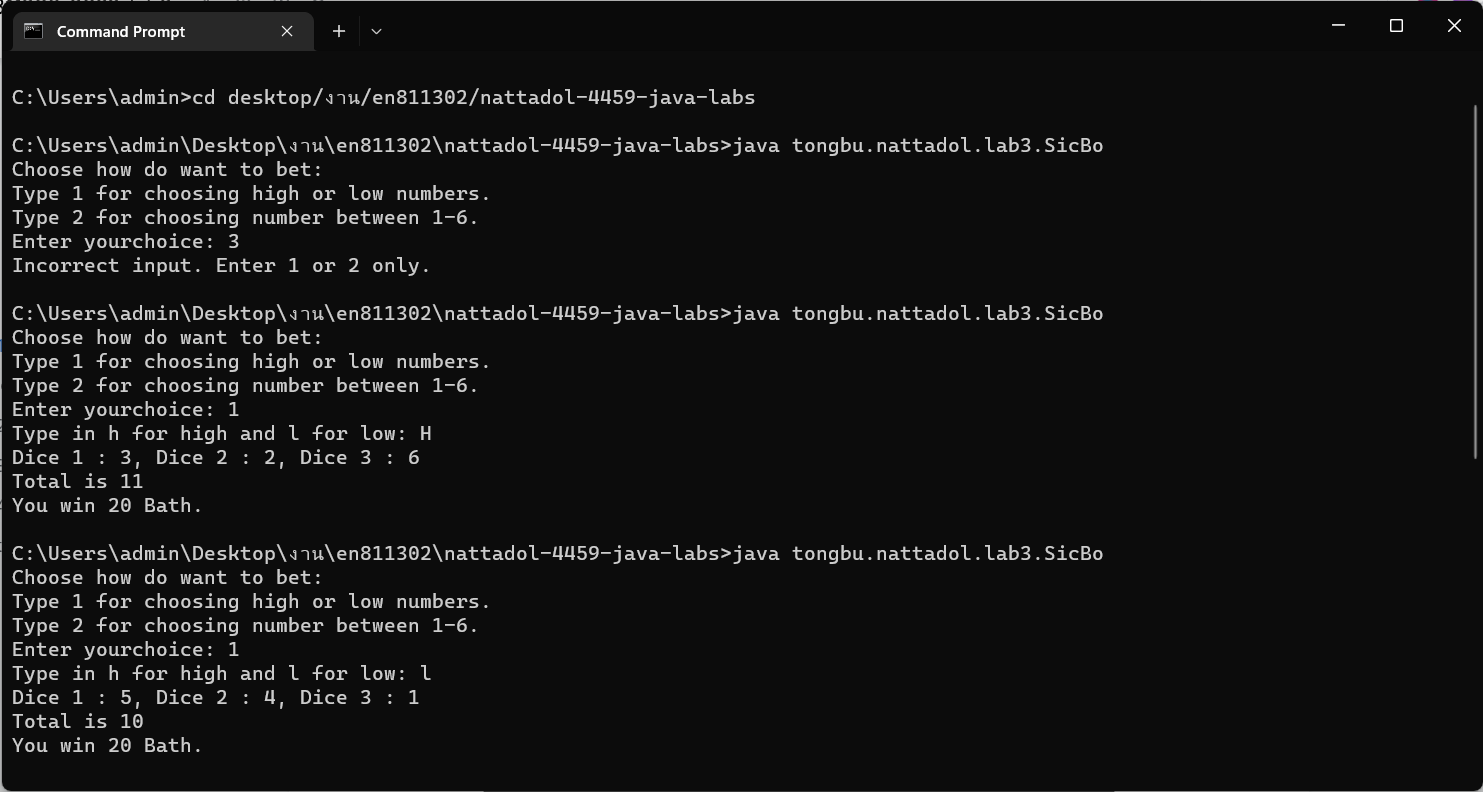 Command Prompt
C:\Users\admin>cd desktop/งาน/en811302/nattadol-4459-java-labs
C:\Users\admin\Desktop\งาน\en811302\nattadol-4459-java-labs>java tongbu.nattadol.lab3.SicBo
Choose how do want to bet:
Type 1 for choosing high or low numbers.
Type 2 for choosing number between 1-6.
Enter yourchoice: 3
Incorrect input. Enter 1 or 2 only.
C:\Users\admin\Desktop\งาน\en811302\nattadol-4459-java-labs>java tongbu.nattadol.lab3.SicBo
Choose how do want to bet:
Type 1 for choosing high or low numbers.
Type 2 for choosing number between 1-6.
Enter yourchoice: 1
Type in h for high and l for low: H
Dice 1 : 3, Dice 2 : 2, Dice 3 : 6
Total is 11
You win 20 Bath.
C:\Users\admin\Desktop\งาน\en811302\nattadol-4459-java-labs>java tongbu.nattadol.lab3.SicBo
Choose how do want to bet:
Type 1 for choosing high or low numbers.
Type 2 for choosing number between 1-6.
Enter yourchoice: 1
Type in h for high and l for low: l
Dice 1 : 5, Dice 2 : 4, Dice 3 : 1
Total is 10
You win 20 Bath.